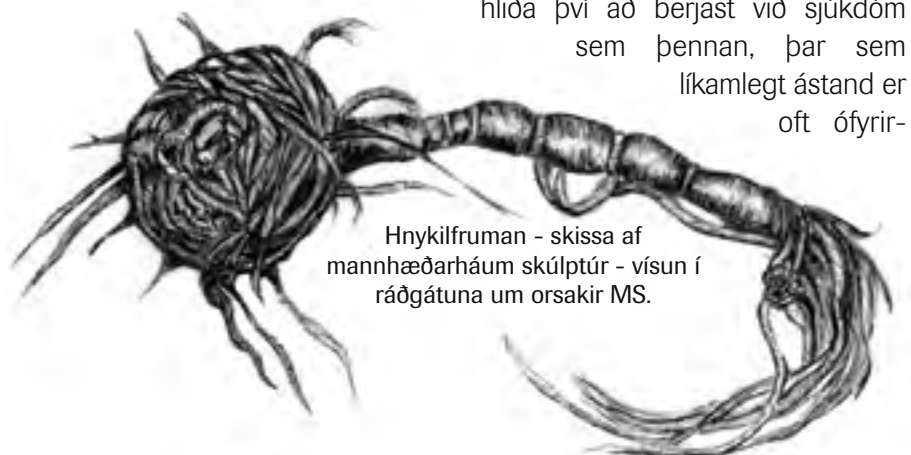 hliða því að berjast við sjúkdóm
sem þennan, þar sem
líkamlegt ástand er
oft ófyrir-
Hnykilfruman - skissa af
mannhæðarháum skúlptúr - vísun í
ráðgátuna um orsakir MS.